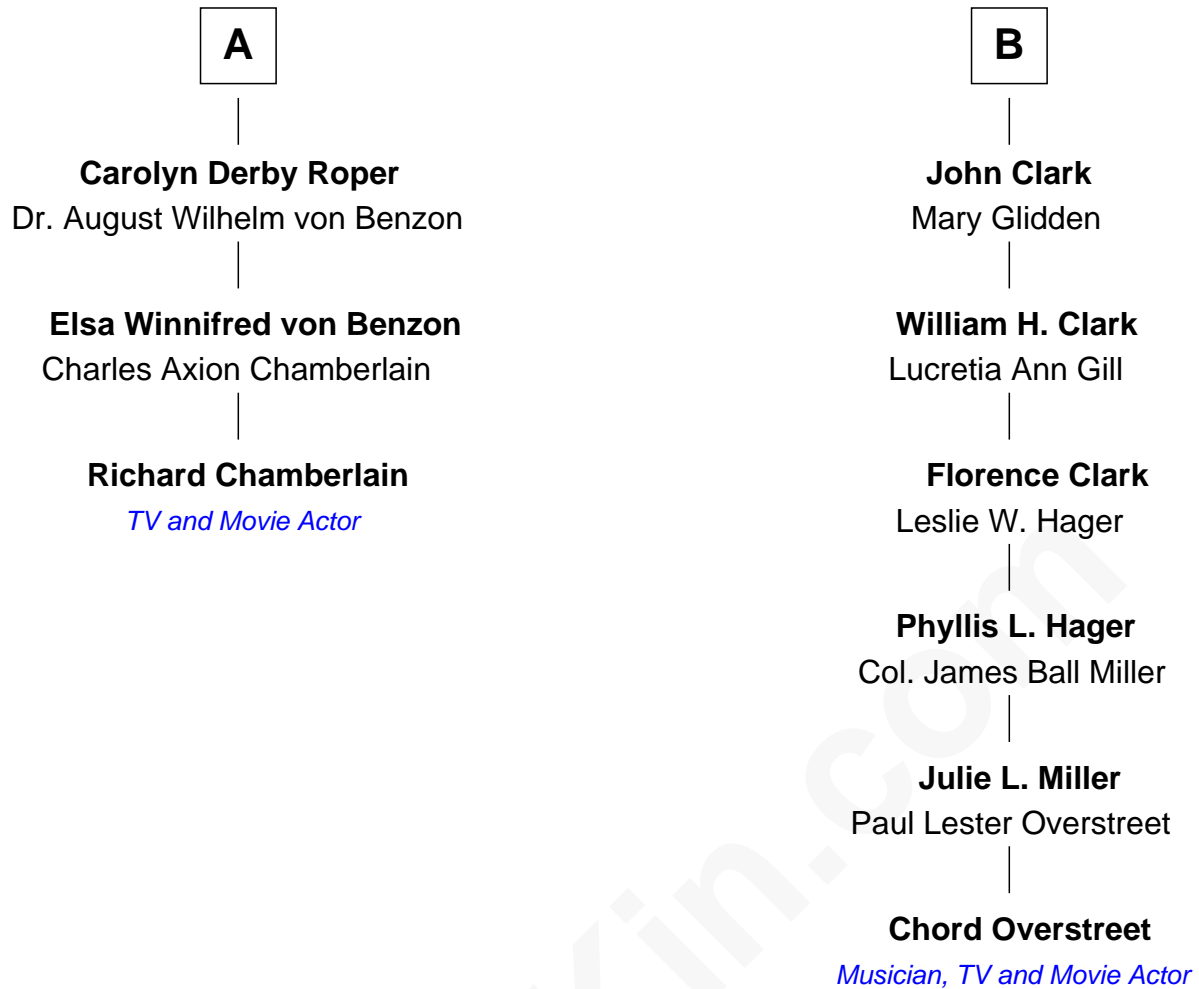 A
Carolyn Derby Roper
Dr. August Wilhelm von Benzon
Elsa Winnifred von Benzon
Charles Axion Chamberlain
Richard Chamberlain
TV and Movie Actor
B
John Clark
Mary Glidden
William H. Clark
Lucretia Ann Gill
Florence Clark
Leslie W. Hager
Phyllis L. Hager
Col. James Ball Miller
Julie L. Miller
Paul Lester Overstreet
Chord Overstreet
Musician, TV and Movie Actor
Kin.com